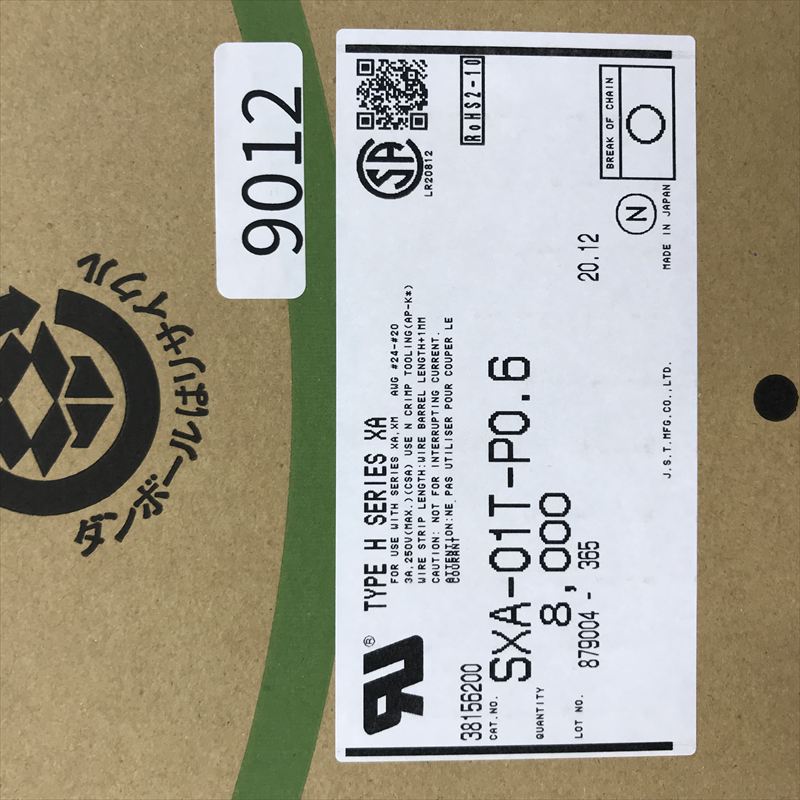 ダンボールはリサイクル
9012
TYPE H SERIES XA
FOR USE WITH SERIES XA,XM AWG #24-#20
3A,250V(MAX.)(CSA) USE N CRIMP TOOLING(AP-K*)
WIRE STRIP LENGTH:WIRE BARREL LENGTH+1MM
CAUTION: NOT FOR INTERRUPTING CURRENT.
ATTENTION:NE PAS UTILISER POUR COUPER LE
COURANT
SA
LR20812
RoHS2-10
BREAK OF CHAIN
38156200
CAT.NO. SXA-01T-P0.6
QUANTITY 8,000
LOT NO. 879004 - 365
20.12
N
MADE IN JAPAN
J.S.T.MFG.CO.,LTD.